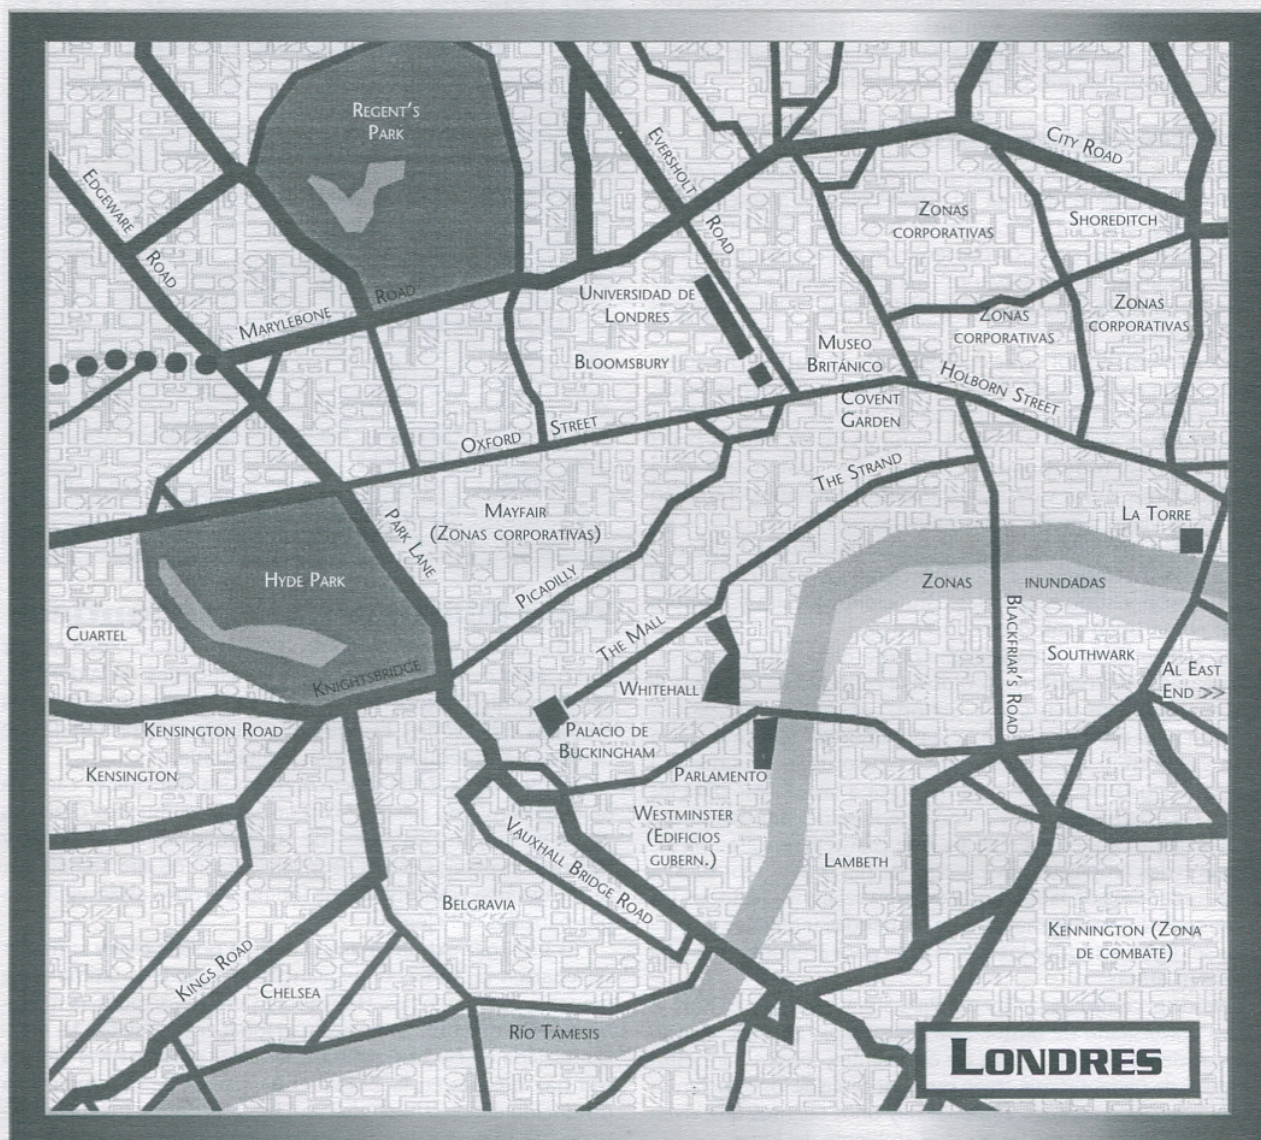 Regent's
Park
Eversholt
Road
City Road
Edgeware
Road
Zonas
corporativas
Shoreditch
Marylebone
Road
Universidad de
Londres
Bloomsbury
Museo
Británico
Zonas
corporativas
Zonas
corporativas
Holborn Street
Covent
Garden
Oxford
Street
The Strand
Mayfair
(Zonas corporativas)
Park Lane
La Torre
Hyde Park
Picadilly
Zonas
inundadas
Cuartel
The Mall
Blackfriar's Road
Southwark
Al East
End >>
Knightsbridge
Whitehall
Kensington Road
Palacio de
Buckingham
Kensington
Parlamento
Westminster
(Edificios
gubern.)
Vauxhall Bridge Road
Lambeth
Belgravia
Kennington (Zona
de combate)
Kings Road
Chelsea
Río Támesis
Londres